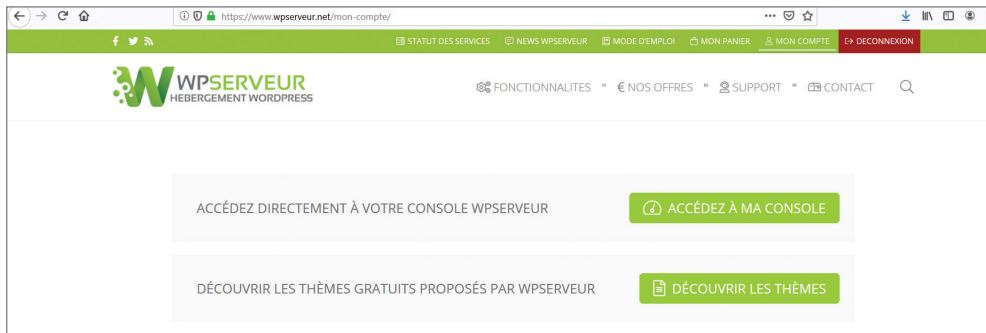 https://www.wpserveur.net/mon-compte/
STATUT DES SERVICES NEWS WPSERVEUR MODE D'EMPLOI MON PANIER MON COMPTE DECONNEXION
WPSERVEUR
HEBERGEMENT WORDPRESS
FONCTIONNALITES € NOS OFFRES SUPPORT CONTACT
ACCÉDEZ DIRECTEMENT À VOTRE CONSOLE WPSERVEUR
ACCÉDEZ À MA CONSOLE
DÉCOUVRIR LES THÈMES GRATUITS PROPOSÉS PAR WPSERVEUR
DÉCOUVRIR LES THÈMES